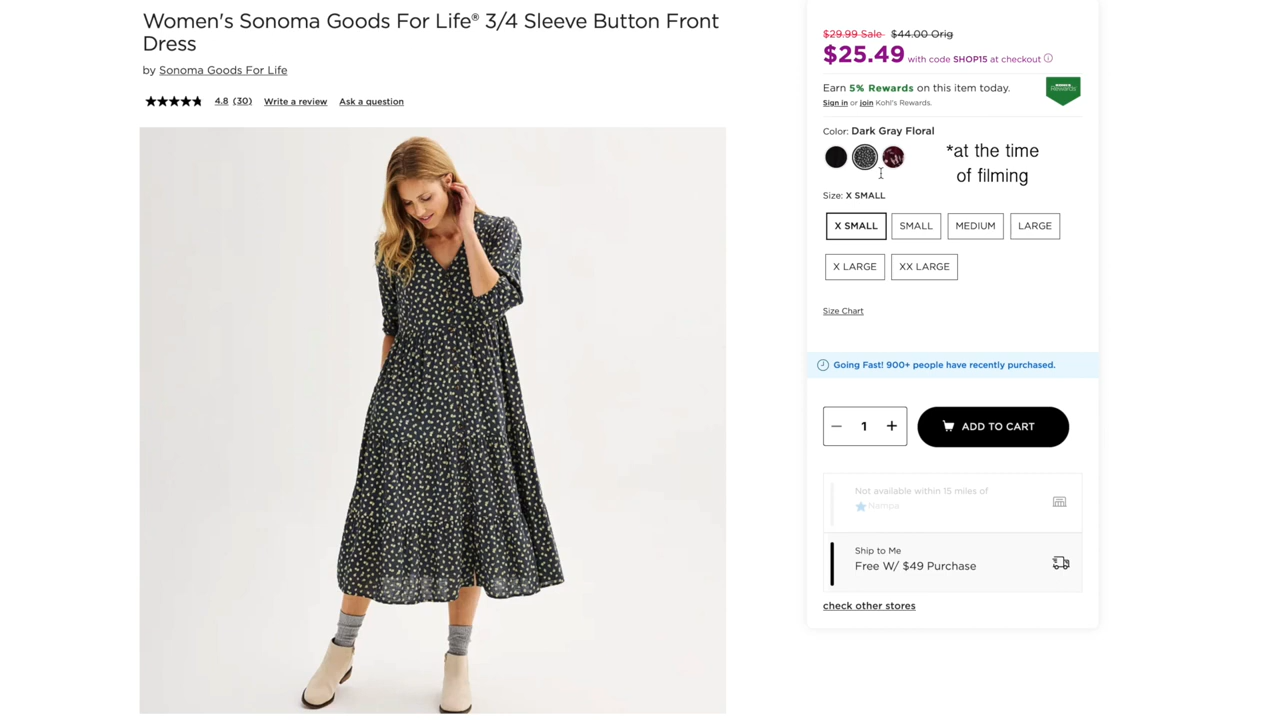 Women's Sonoma Goods For Life® 3/4 Sleeve Button Front
Dress
by Sonoma Goods For Life
4.8 (30) Write a review Ask a question
$29.99 Sale $44.00 Orig
$25.49 with code SHOP15 at checkout
Earn 5% Rewards on this item today.
Sign in or join Kohl's Rewards.
Rewards
Color: Dark Gray Floral
*at the time
of filming
Size: X SMALL
X SMALL SMALL MEDIUM LARGE
X LARGE XX LARGE
Size Chart
Going Fast! 900+ people have recently purchased.
1
ADD TO CART
Not available within 15 miles of
Nampa
Ship to Me
Free W/ $49 Purchase
check other stores